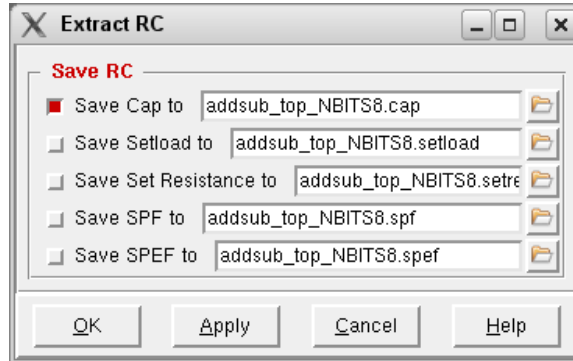 Extract RC
Save RC
Save Cap to addsub_top_NBITS8.cap
Save Setload to addsub_top_NBITS8.setload
Save Set Resistance to addsub_top_NBITS8.setre
Save SPF to addsub_top_NBITS8.spf
Save SPEF to addsub_top_NBITS8.spef
OK Apply Cancel Help